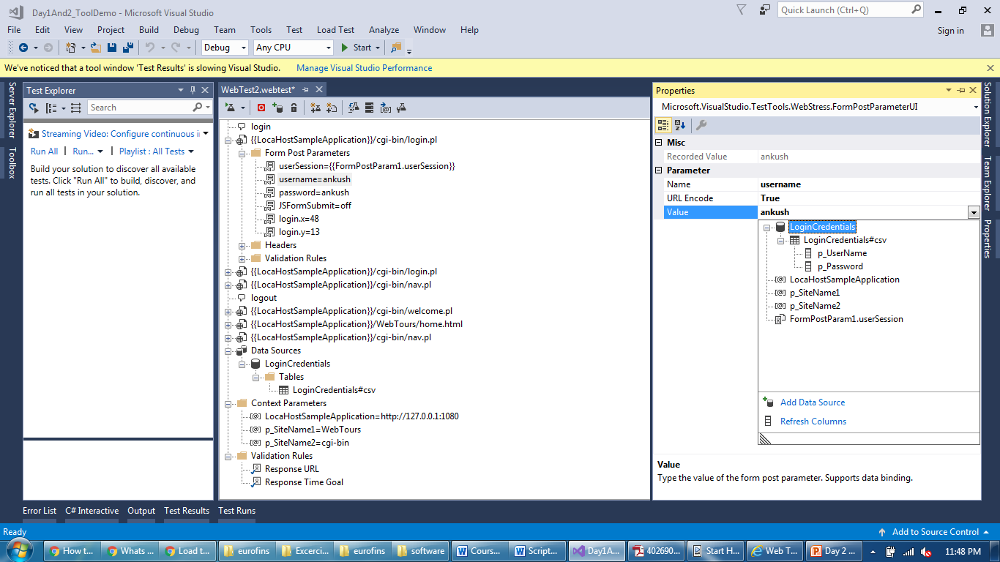 Day1And2_ToolDemo - Microsoft Visual Studio
Quick Launch (Ctrl+Q)
File Edit View Project Build Debug Team Tools Test Load Test Analyze Window Help
Sign in
Debug Any CPU Start
We've noticed that a tool window 'Test Results' is slowing Visual Studio. Manage Visual Studio Performance
Server Explorer
Toolbox
Test Explorer
Search
Streaming Video: Configure continuous i
Run All | Run... | Playlist : All Tests
Build your solution to discover all available
tests. Click "Run All" to build, discover, and
run all tests in your solution.
WebTest2.webtest*
login
{{LocaHostSampleApplication}}/cgi-bin/login.pl
Form Post Parameters
userSession={{FormPostParam1.userSession}}
username=ankush
password=ankush
JSFormSubmit=off
login.x=48
login.y=13
Headers
Validation Rules
{{LocaHostSampleApplication}}/cgi-bin/login.pl
{{LocaHostSampleApplication}}/cgi-bin/nav.pl
logout
{{LocaHostSampleApplication}}/cgi-bin/welcome.pl
{{LocaHostSampleApplication}}/WebTours/home.html
{{LocaHostSampleApplication}}/cgi-bin/nav.pl
Data Sources
LoginCredentials
Tables
LoginCredentials#csv
Context Parameters
LocaHostSampleApplication=http://127.0.0.1:1080
p_SiteName1=WebTours
p_SiteName2=cgi-bin
Validation Rules
Response URL
Response Time Goal
Properties
Microsoft.VisualStudio.TestTools.WebStress.FormPostParameterUI
Misc
Recorded Value ankush
Parameter
Name username
URL Encode True
Value ankush
LoginCredentials
LoginCredentials#csv
p_UserName
p_Password
LocaHostSampleApplication
p_SiteName1
p_SiteName2
FormPostParam1.userSession
Add Data Source
Refresh Columns
Value
Type the value of the form post parameter. Supports data binding.
Solution Explorer
Team Explorer
Properties
Error List C# Interactive Output Test Results Test Runs
Ready
Add to Source Control
How t... Whats ... Load t... eurofins Excerci... eurofins software Cours... Script... Day1A... 402690... Start H... Web T... Day 2 ... 11:48 PM